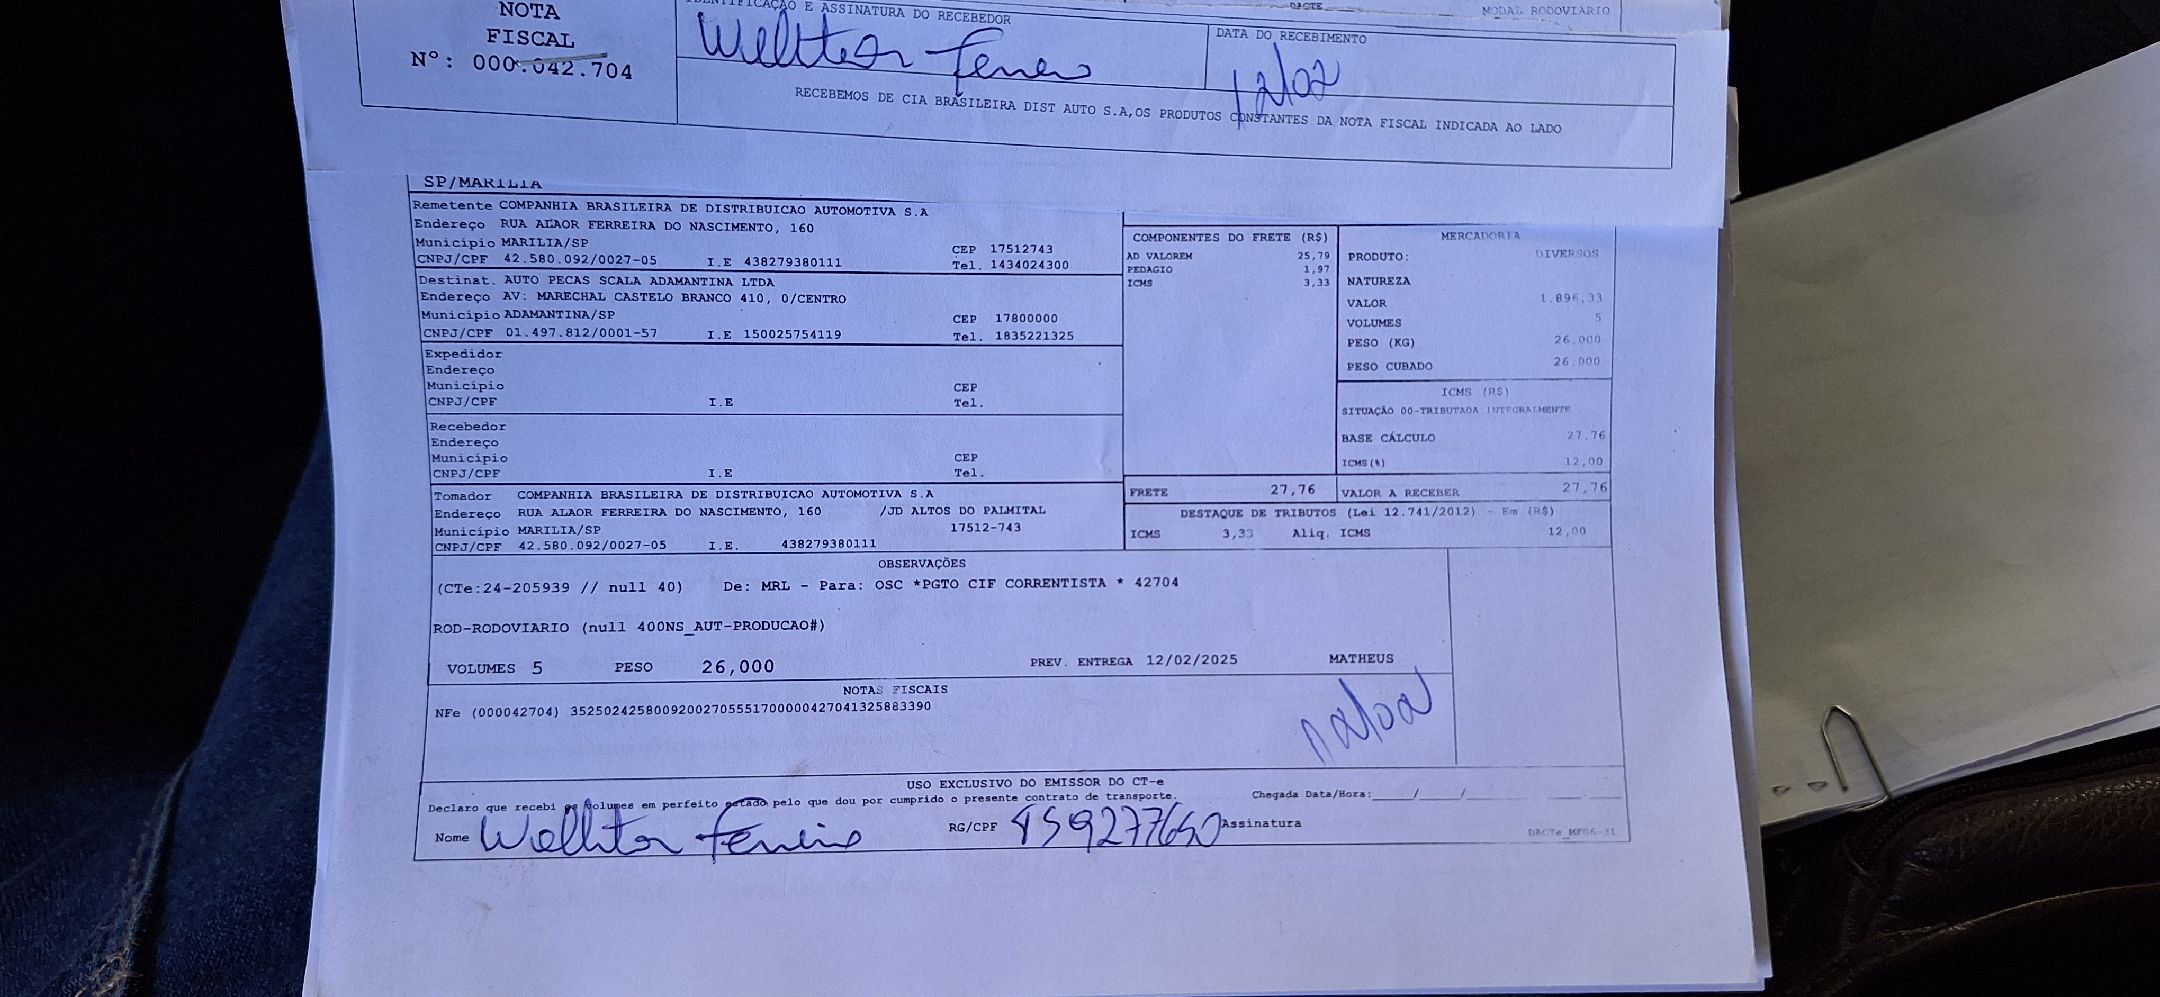 DACTE
MODAL RODOVIARIO
NOTA
FISCAL
Nº: 000.042.704
IDENTIFICAÇÃO E ASSINATURA DO RECEBEDOR
DATA DO RECEBIMENTO
12/02
RECEBEMOS DE CIA BRASILEIRA DIST AUTO S.A,OS PRODUTOS CONSTANTES DA NOTA FISCAL INDICADA AO LADO
SP/MARILIA
Remetente COMPANHIA BRASILEIRA DE DISTRIBUICAO AUTOMOTIVA S.A
Endereço RUA ALAOR FERREIRA DO NASCIMENTO, 160
Município MARILIA/SP CEP 17512743
CNPJ/CPF 42.580.092/0027-05 I.E 438279380111 Tel. 1434024300
Destinat. AUTO PECAS SCALA ADAMANTINA LTDA
Endereço AV: MARECHAL CASTELO BRANCO 410, 0/CENTRO
Município ADAMANTINA/SP CEP 17800000
CNPJ/CPF 01.497.812/0001-57 I.E 150025754119 Tel. 1835221325
Expedidor
Endereço
Município CEP
CNPJ/CPF I.E Tel.
Recebedor
Endereço
Município CEP
CNPJ/CPF I.E Tel.
Tomador COMPANHIA BRASILEIRA DE DISTRIBUICAO AUTOMOTIVA S.A
Endereço RUA ALAOR FERREIRA DO NASCIMENTO, 160 /JD ALTOS DO PALMITAL
Município MARILIA/SP 17512-743
CNPJ/CPF 42.580.092/0027-05 I.E. 438279380111
COMPONENTES DO FRETE (R$)
AD VALOREM 25,79
PEDAGIO 1,97
ICMS 3,33
FRETE 27,76
MERCADORIA
PRODUTO: DIVERSOS
NATUREZA
VALOR 1.896,33
VOLUMES 5
PESO (KG) 26.000
PESO CUBADO 26.000
ICMS (R$)
SITUAÇÃO 00-TRIBUTADA INTEGRALMENTE
BASE CÁLCULO 27,76
ICMS(%) 12,00
VALOR A RECEBER 27,76
DESTAQUE DE TRIBUTOS (Lei 12.741/2012) - Em (R$)
ICMS 3,33 Aliq. ICMS 12,00
OBSERVAÇÕES
(CTe:24-205939 // null 40) De: MRL - Para: OSC *PGTO CIF CORRENTISTA * 42704
ROD-RODOVIARIO (null 400NS_AUT-PRODUCAO#)
VOLUMES 5 PESO 26,000 PREV. ENTREGA 12/02/2025 MATHEUS
NOTAS FISCAIS
NFe (000042704) 35250242580092002705551700000427041325883390
12/02
USO EXCLUSIVO DO EMISSOR DO CT-e
Declaro que recebi os volumes em perfeito estado pelo que dou por cumprido o presente contrato de transporte. Chegada Data/Hora:_____/_____/
Nome RG/CPF Assinatura
DACTe_MF06-3L